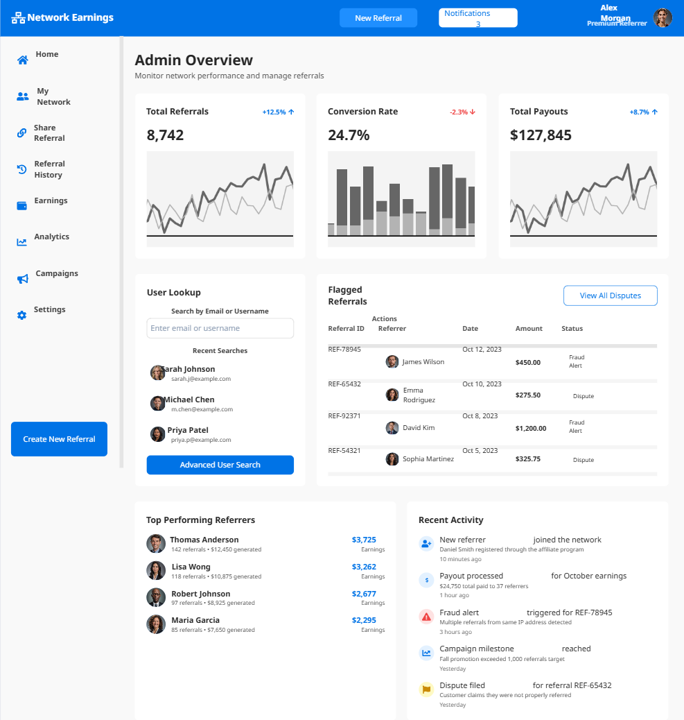 Network Earnings
New Referral
Notifications
3
Alex
Morgan
Premium Referrer
Home
My
Network
Share
Referral
Referral
History
Earnings
Analytics
Campaigns
Settings
Create New Referral
Admin Overview
Monitor network performance and manage referrals
Total Referrals
+12.5%
8,742
Conversion Rate
-2.3%
24.7%
Total Payouts
+8.7%
$127,845
User Lookup
Search by Email or Username
Enter email or username
Recent Searches
Sarah Johnson
sarah.j@example.com
Michael Chen
m.chen@example.com
Priya Patel
priya.p@example.com
Advanced User Search
Flagged
Referrals
View All Disputes
Actions
Referral ID Referrer Date Amount Status
REF-78945 Oct 12, 2023
James Wilson $450.00 Fraud
Alert
REF-65432 Oct 10, 2023
Emma
Rodriguez $275.50 Dispute
REF-92371 Oct 8, 2023
David Kim $1,200.00 Fraud
Alert
REF-54321 Oct 5, 2023
Sophia Martinez $325.75 Dispute
Top Performing Referrers
Thomas Anderson $3,725
142 referrals • $12,450 generated Earnings
Lisa Wong $3,262
118 referrals • $10,875 generated Earnings
Robert Johnson $2,677
97 referrals • $8,925 generated Earnings
Maria Garcia $2,295
85 referrals • $7,650 generated Earnings
Recent Activity
New referrer joined the network
Daniel Smith registered through the affiliate program
10 minutes ago
$
Payout processed for October earnings
$24,750 total paid to 37 referrers
1 hour ago
Fraud alert triggered for REF-78945
Multiple referrals from same IP address detected
3 hours ago
Campaign milestone reached
Fall promotion exceeded 1,000 referrals target
Yesterday
Dispute filed for referral REF-65432
Customer claims they were not properly referred
Yesterday